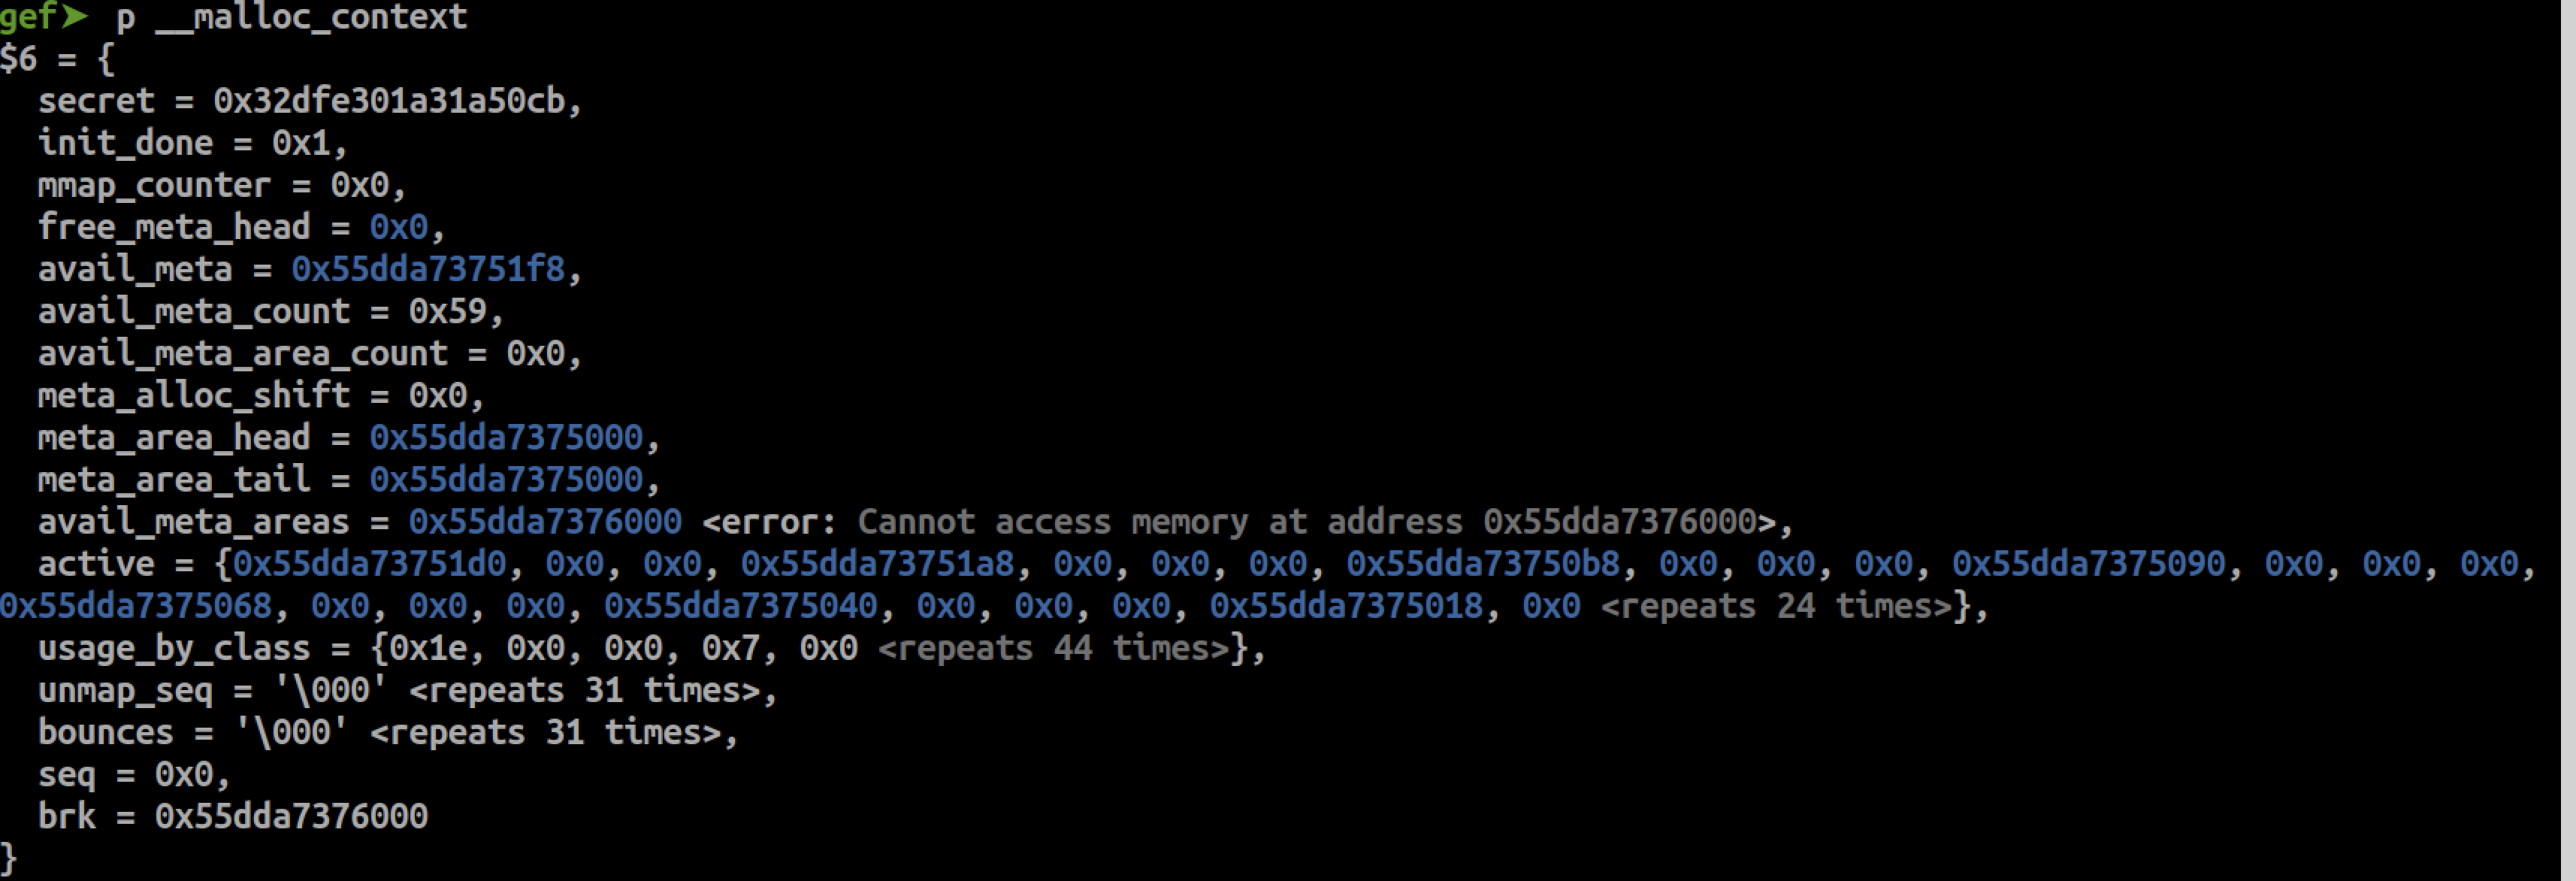 gef➤  p __malloc_context
$6 = {
  secret = 0x32dfe301a31a50cb,
  init_done = 0x1,
  mmap_counter = 0x0,
  free_meta_head = 0x0,
  avail_meta = 0x55dda73751f8,
  avail_meta_count = 0x59,
  avail_meta_area_count = 0x0,
  meta_alloc_shift = 0x0,
  meta_area_head = 0x55dda7375000,
  meta_area_tail = 0x55dda7375000,
  avail_meta_areas = 0x55dda7376000 <error: Cannot access memory at address 0x55dda7376000>,
  active = {0x55dda73751d0, 0x0, 0x0, 0x55dda73751a8, 0x0, 0x0, 0x0, 0x55dda73750b8, 0x0, 0x0, 0x0, 0x55dda7375090, 0x0, 0x0, 0x0,
0x55dda7375068, 0x0, 0x0, 0x0, 0x55dda7375040, 0x0, 0x0, 0x0, 0x55dda7375018, 0x0 <repeats 24 times>},
  usage_by_class = {0x1e, 0x0, 0x0, 0x7, 0x0 <repeats 44 times>},
  unmap_seq = '\000' <repeats 31 times>,
  bounces = '\000' <repeats 31 times>,
  seq = 0x0,
  brk = 0x55dda7376000
}